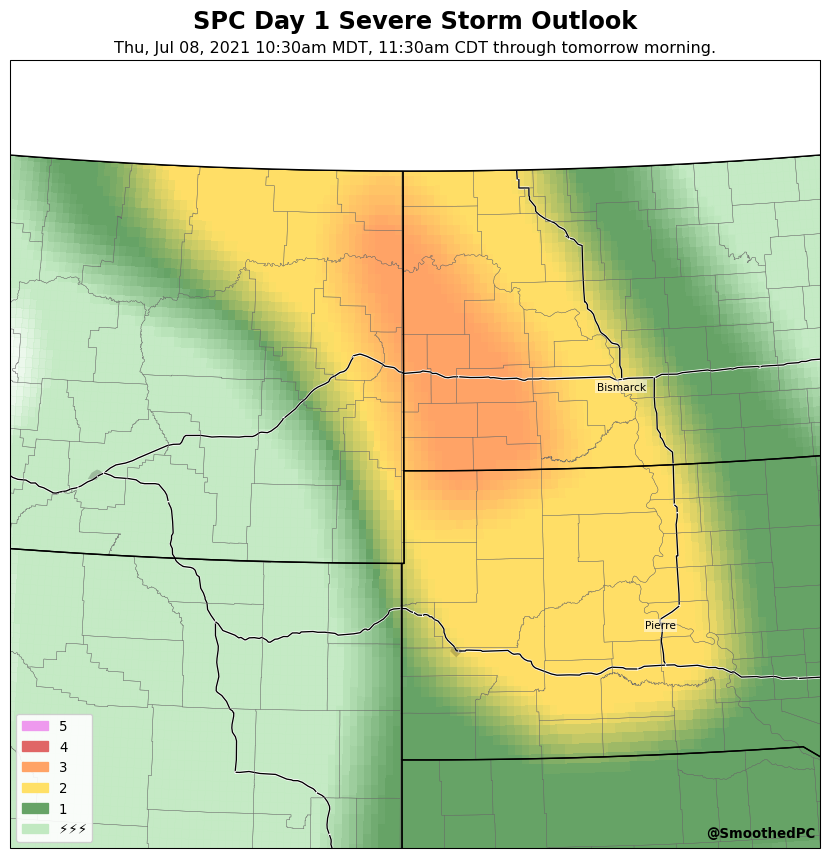 SPC Day 1 Severe Storm Outlook
Thu, Jul 08, 2021 10:30am MDT, 11:30am CDT through tomorrow morning.
Bismarck
Pierre
5
4
3
2
1
⚡⚡⚡
@SmoothedPC